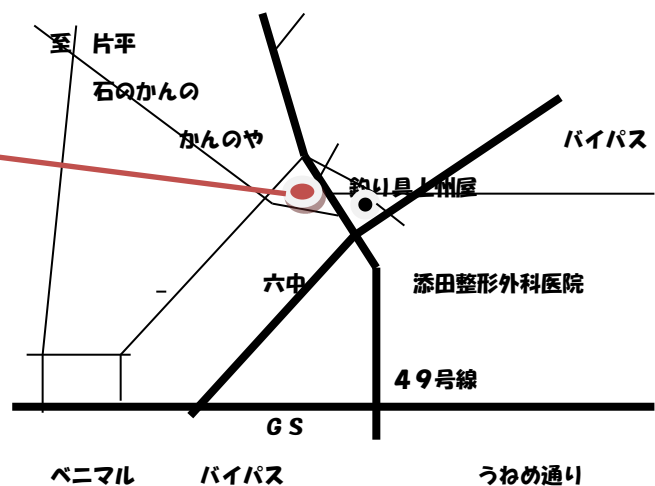 至 片平
石のかんの
かんのや
バイパス
釣り具上州屋
六中
添田整形外科医院
４９号線
ＧＳ
ベニマル
バイパス
うねめ通り